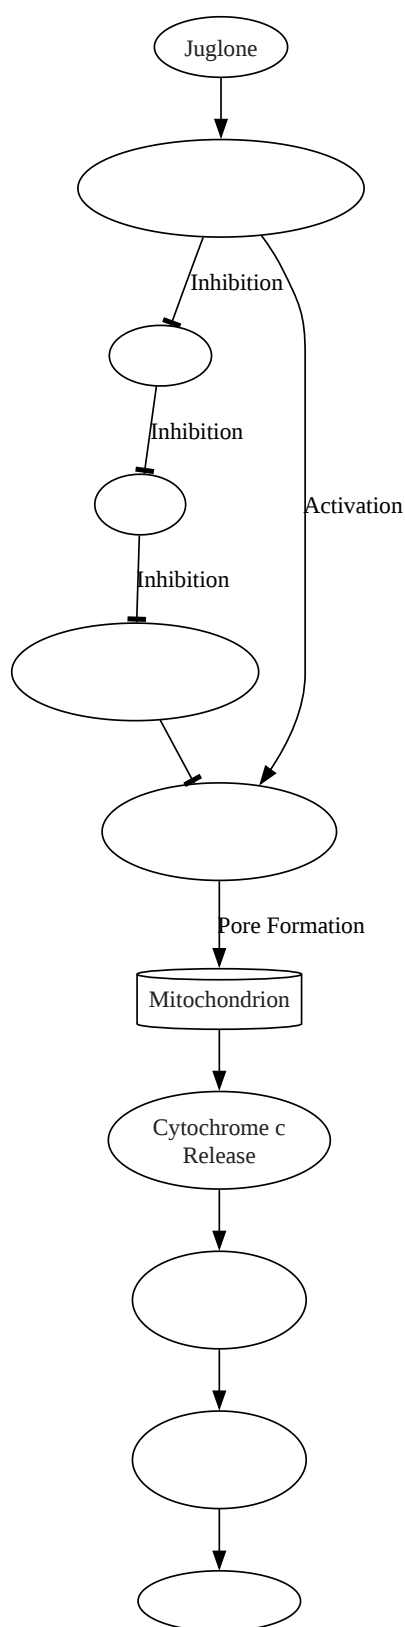 Juglone
Inhibition
Inhibition
Activation
Inhibition
Pore Formation
Mitochondrion
Cytochrome c
Release